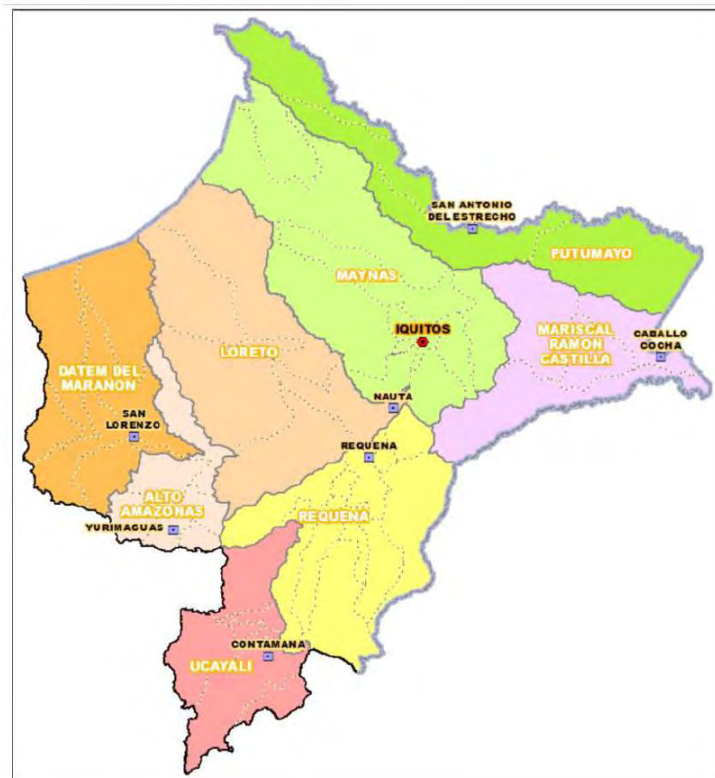 SAN ANTONIO
DEL ESTRECHO
PUTUMAYO
MAYNAS
IQUITOS
MARISCAL
RAMON
CASTILLA
CABALLO
COCHA
LORETO
DATEM DEL
MARAÑON
NAUTA
SAN
LORENZO
REQUENA
ALTO
AMAZONAS
REQUENA
YURIMAGUAS
CONTAMANA
UCAYALI